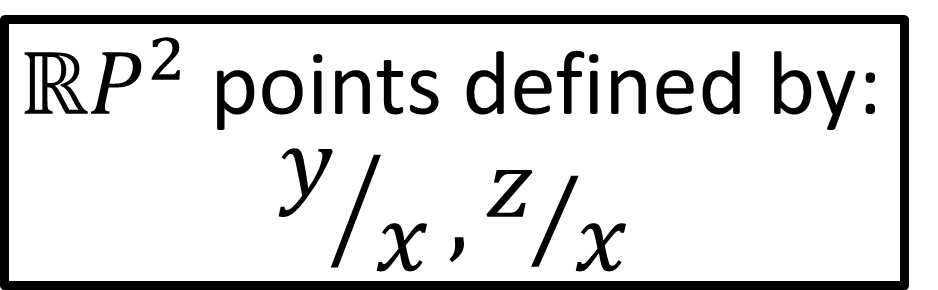 ℝ𝑃² points defined by:
𝑦/𝑥, 𝑧/𝑥